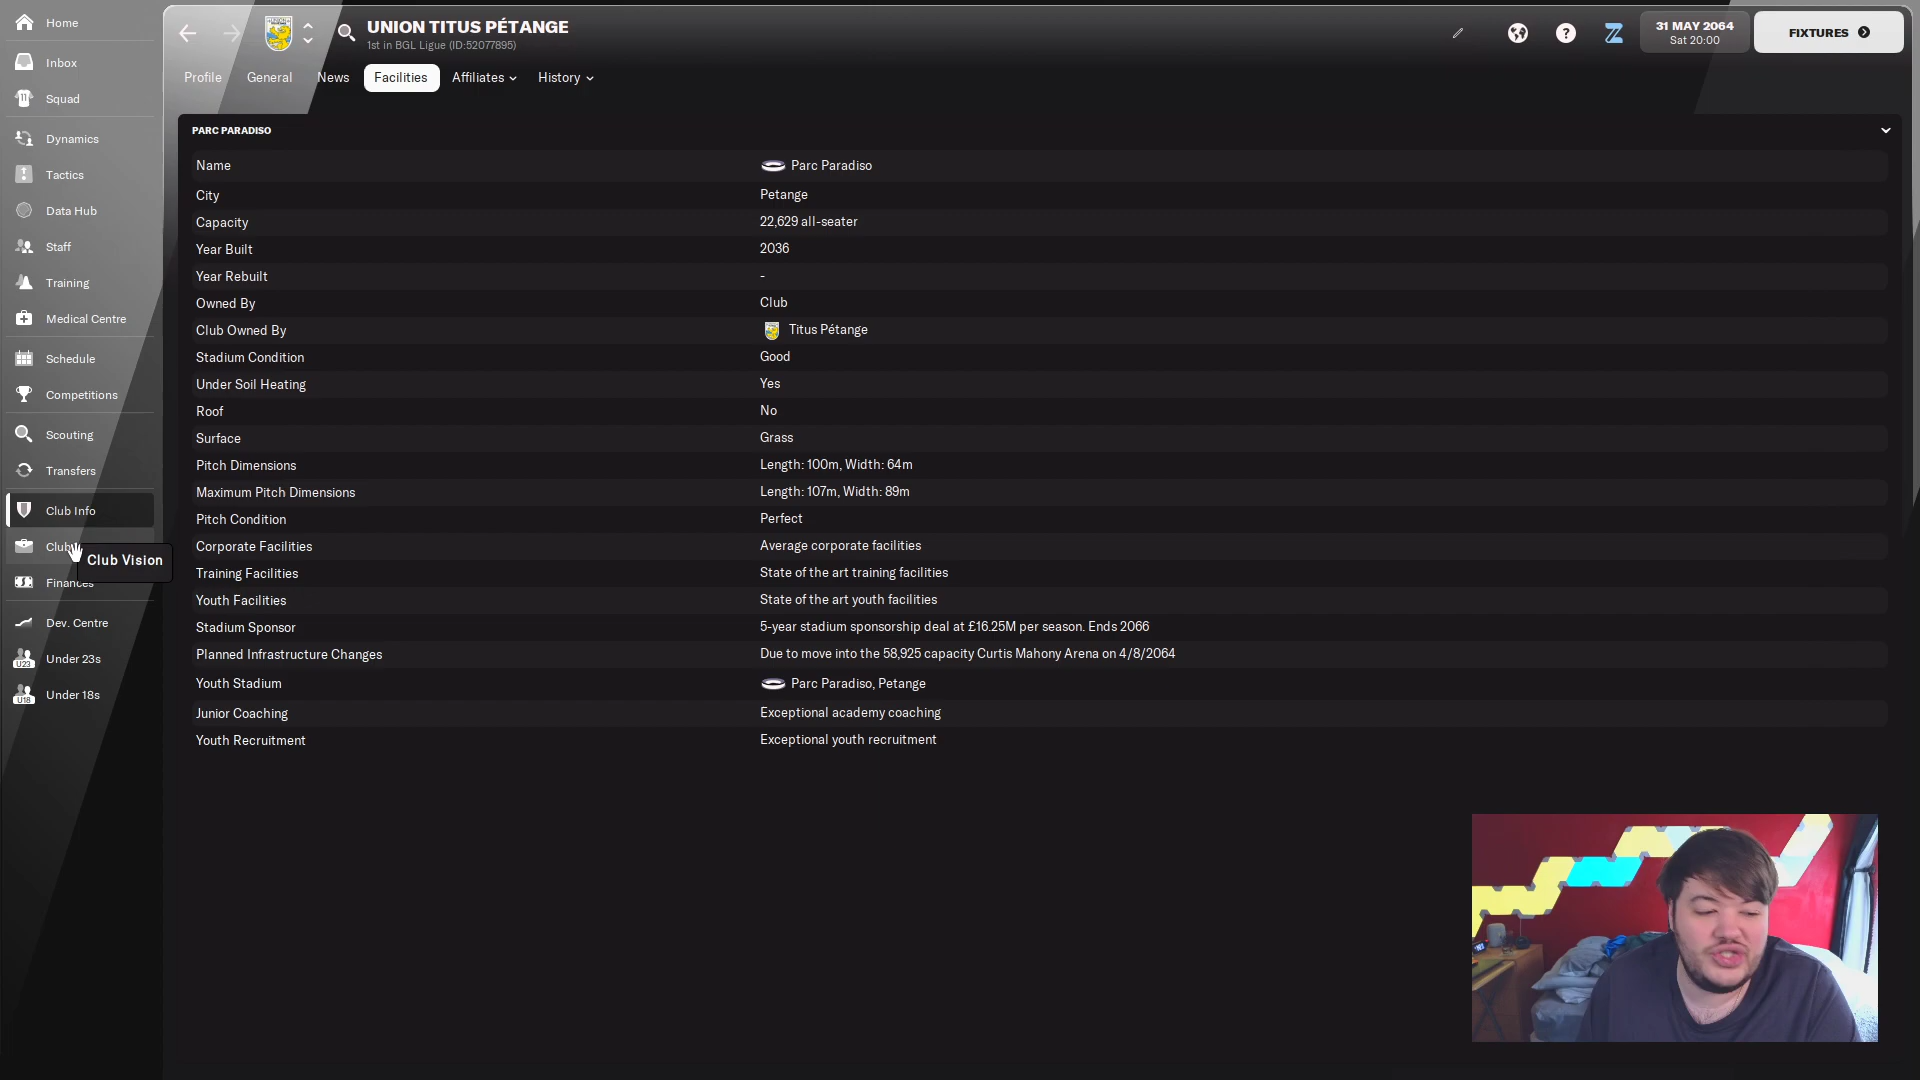 Home
Inbox
Squad
Dynamics
Tactics
Data Hub
Staff
Training
Medical Centre
Schedule
Competitions
Scouting
Transfers
Club Info
Club
Club Vision
Finances
Dev. Centre
U23
Under 23s
U18
Under 18s
UNION TITUS PÉTANGE
1st in BGL Ligue (ID:52077895)
31 MAY 2064
Sat 20:00
FIXTURES
Profile General News Facilities Affiliates History
PARC PARADISO
Name Parc Paradiso
City Petange
Capacity 22,629 all-seater
Year Built 2036
Year Rebuilt -
Owned By Club
Club Owned By Titus Pétange
Stadium Condition Good
Under Soil Heating Yes
Roof No
Surface Grass
Pitch Dimensions Length: 100m, Width: 64m
Maximum Pitch Dimensions Length: 107m, Width: 89m
Pitch Condition Perfect
Corporate Facilities Average corporate facilities
Training Facilities State of the art training facilities
Youth Facilities State of the art youth facilities
Stadium Sponsor 5-year stadium sponsorship deal at £16.25M per season. Ends 2066
Planned Infrastructure Changes Due to move into the 58,925 capacity Curtis Mahony Arena on 4/8/2064
Youth Stadium Parc Paradiso, Petange
Junior Coaching Exceptional academy coaching
Youth Recruitment Exceptional youth recruitment